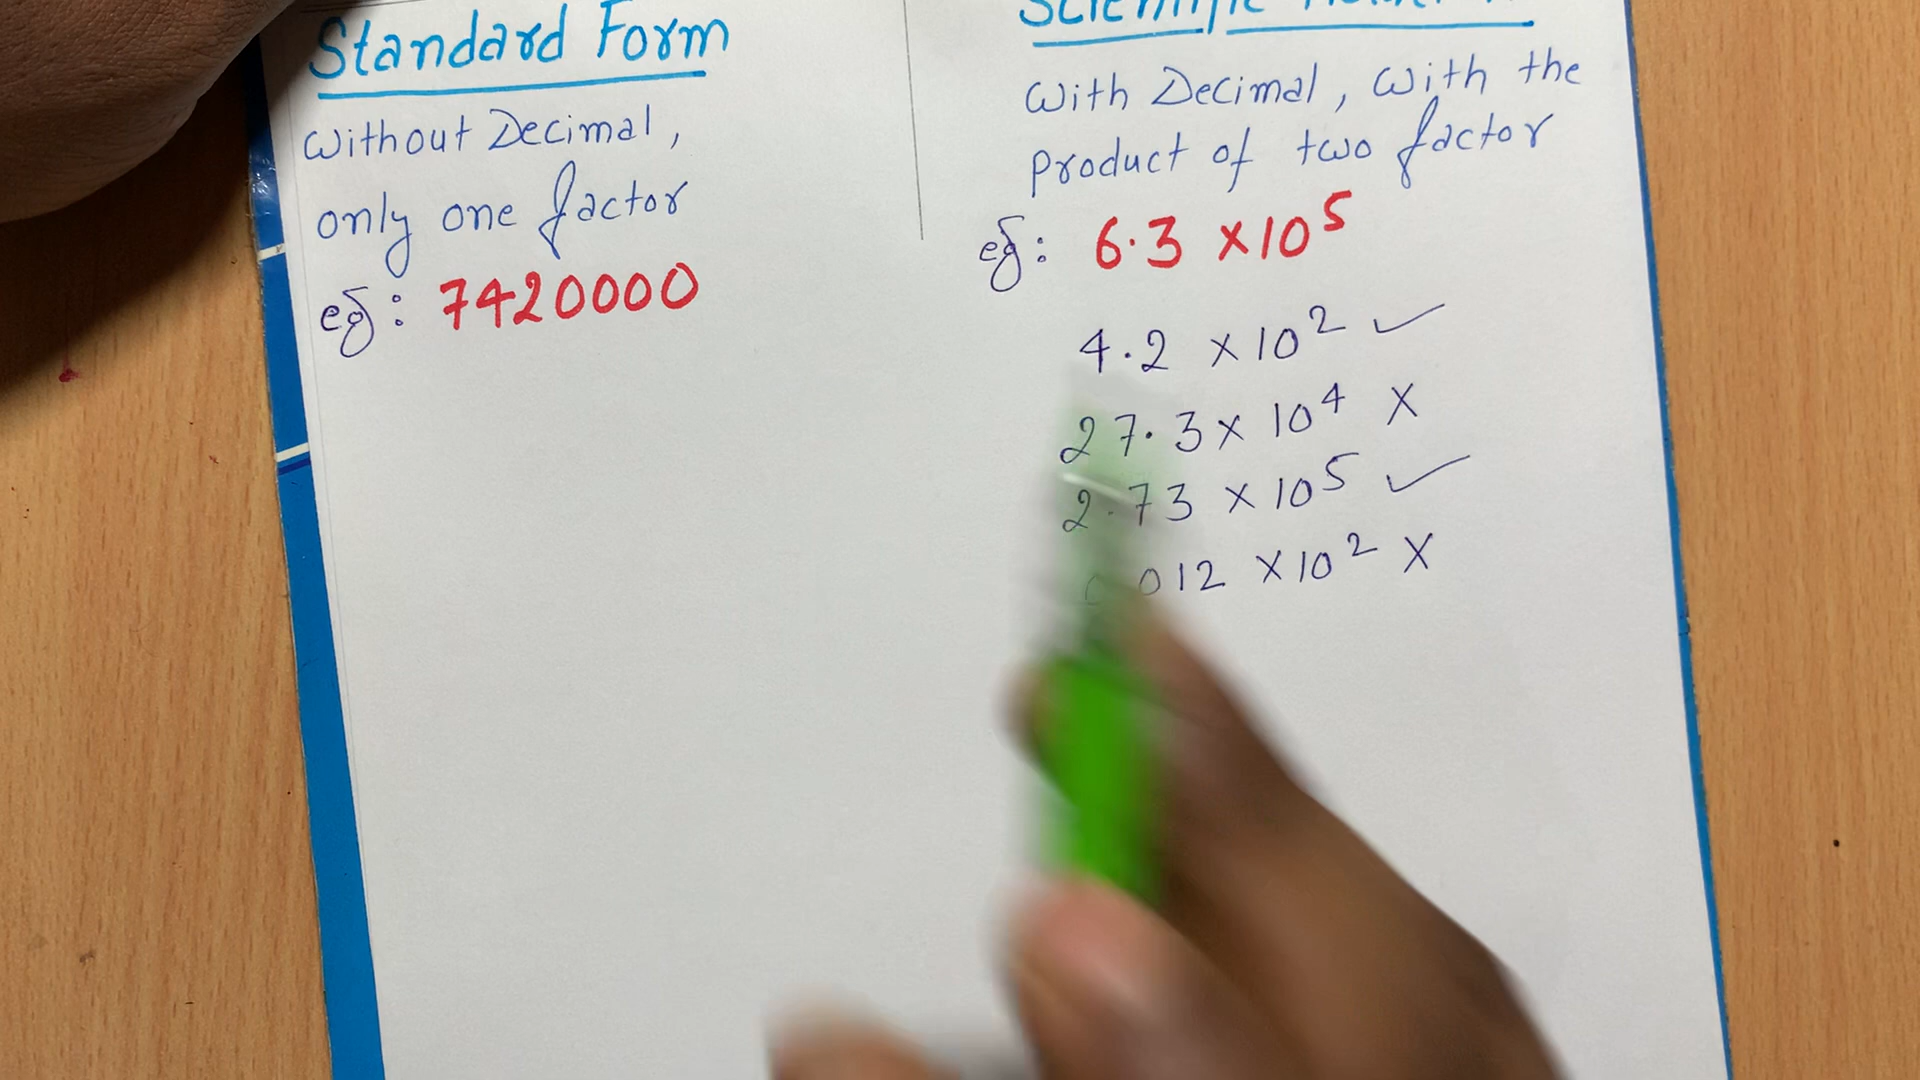 Standard Form
Without Decimal,
only one factor
eg: 7420000
Scientific
With Decimal, With the
product of two factor
eg: 6.3 ×10⁵
4.2 ×10² ✓
27.3 × 10⁴ ×
2.73 × 10⁵ ✓
012 ×10² ×